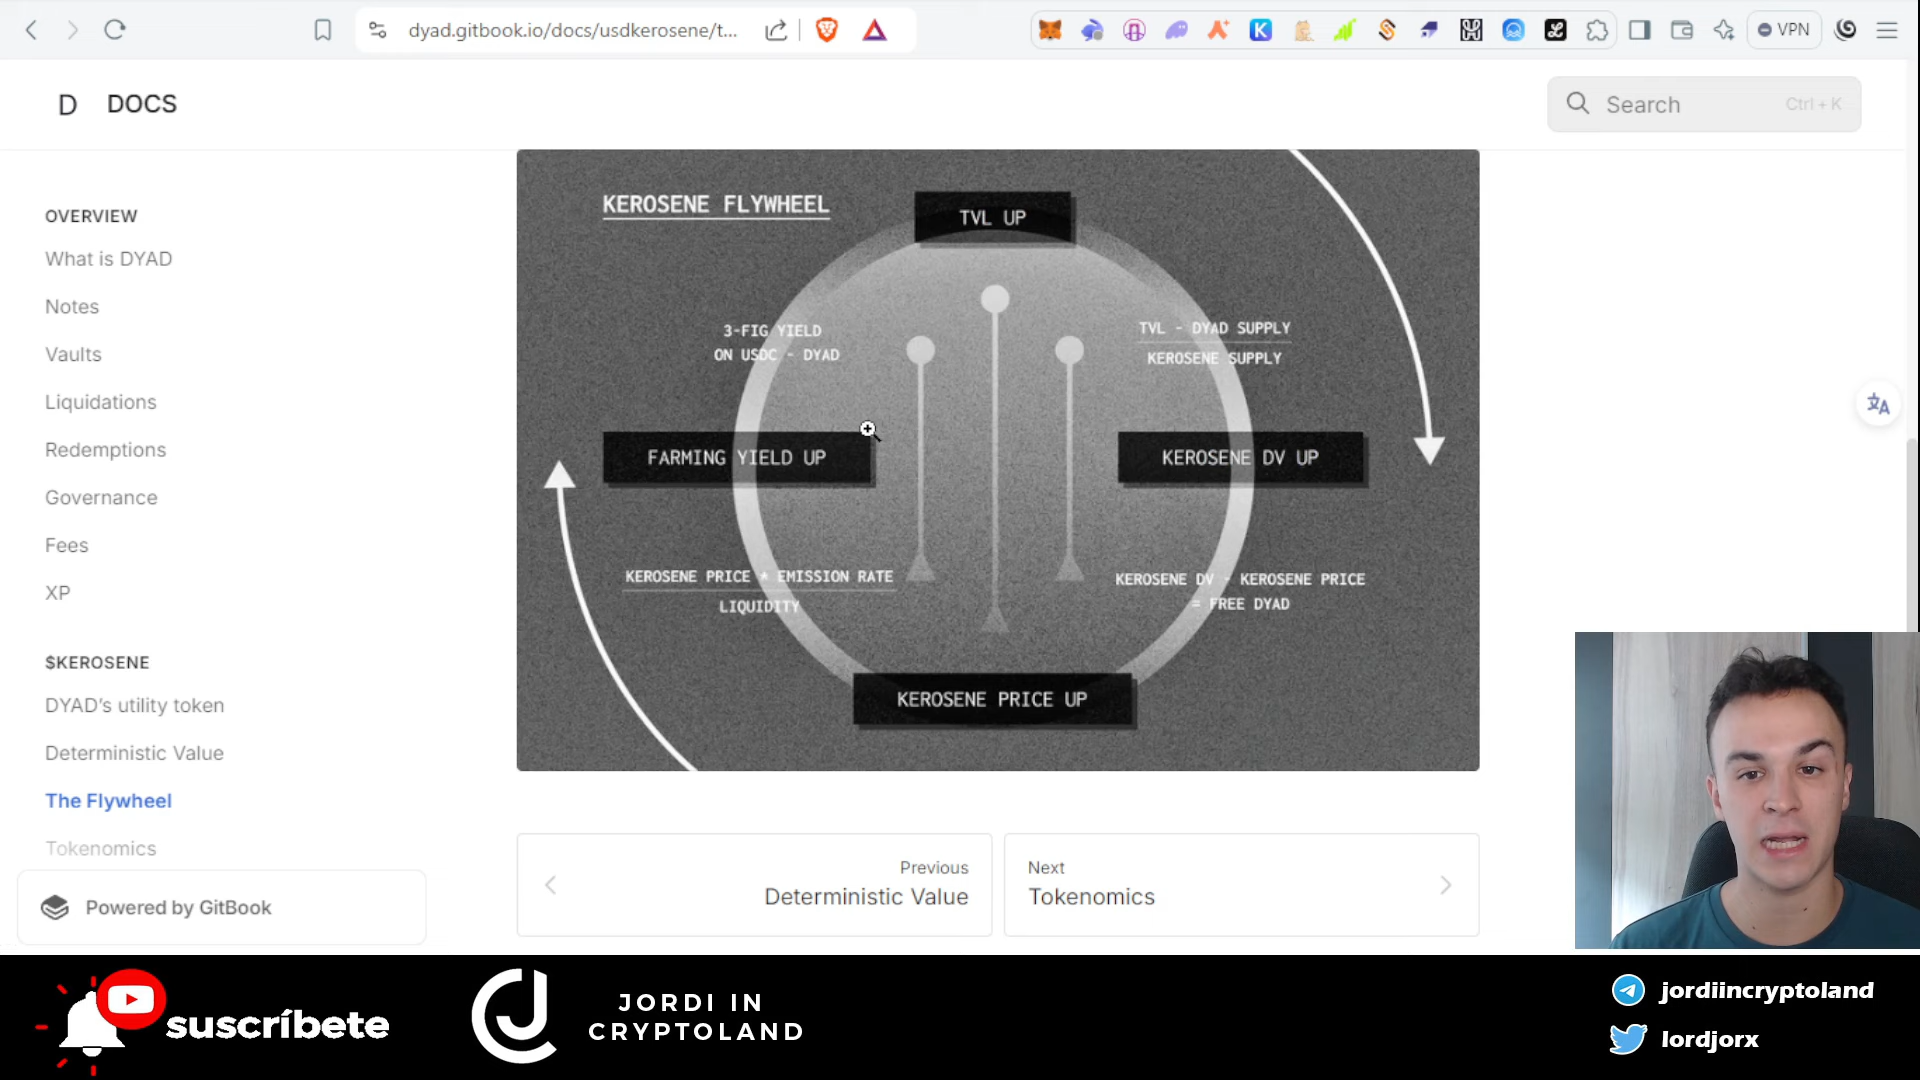 dyad.gitbook.io/docs/usdkerosene/t...
VPN
D DOCS
Search Ctrl + K
OVERVIEW
What is DYAD
Notes
Vaults
Liquidations
Redemptions
Governance
Fees
XP
$KEROSENE
DYAD's utility token
Deterministic Value
The Flywheel
Tokenomics
Powered by GitBook
KEROSENE FLYWHEEL
TVL UP
3-FIG YIELD
ON USDC - DYAD
TVL - DYAD SUPPLY
KEROSENE SUPPLY
FARMING YIELD UP
KEROSENE DV UP
KEROSENE PRICE * EMISSION RATE
LIQUIDITY
KEROSENE DV - KEROSENE PRICE
= FREE DYAD
KEROSENE PRICE UP
Previous
Deterministic Value
Next
Tokenomics
suscríbete
JORDI IN
CRYPTOLAND
jordiincryptoland
lordjorx